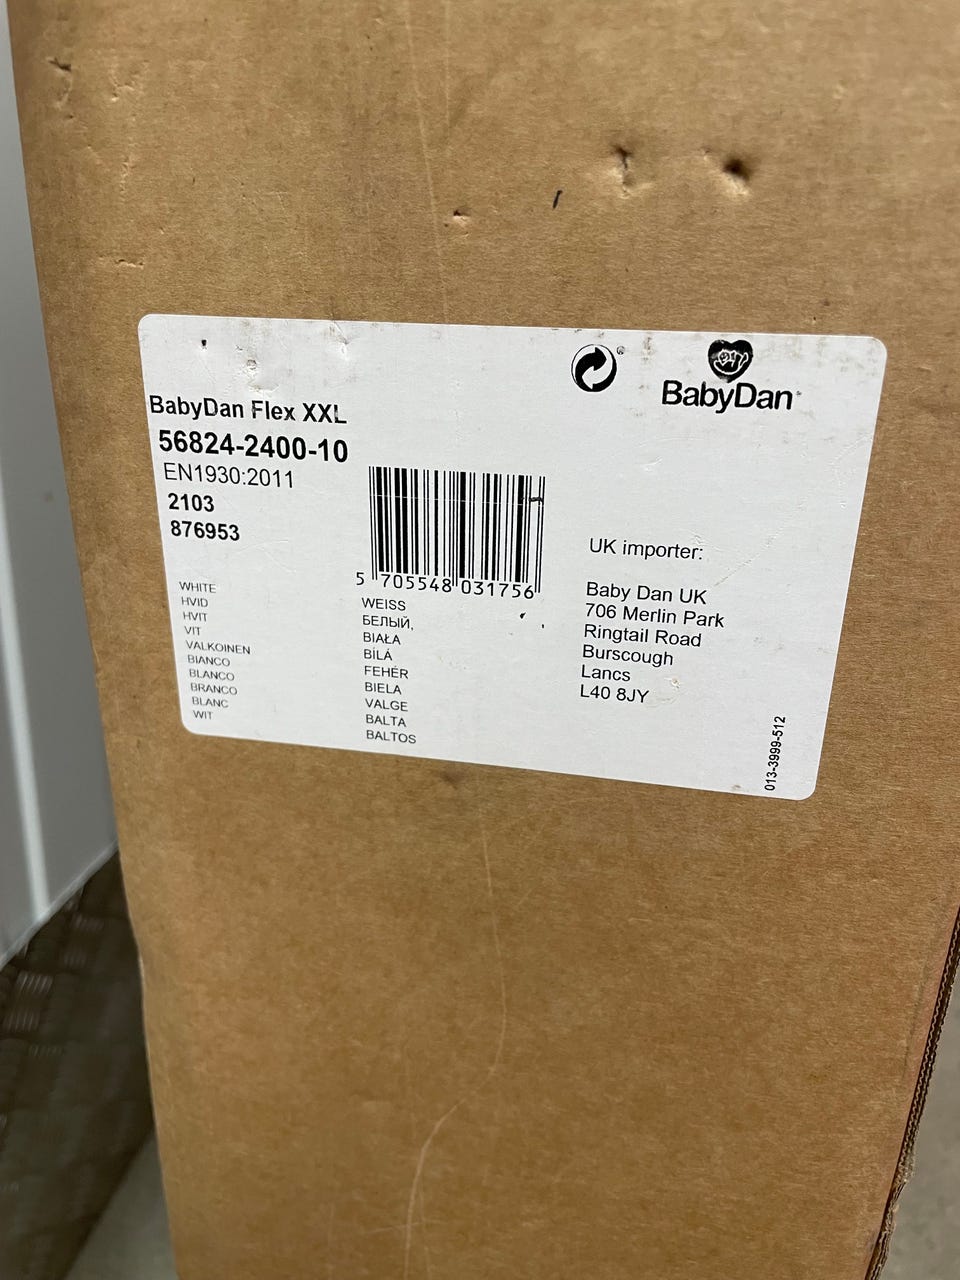 BabyDan
BabyDan Flex XXL
56824-2400-10
EN1930:2011
2103
876953
5 705548 031756
WHITE
HVID
HVIT
VIT
VALKOINEN
BIANCO
BLANCO
BRANCO
BLANC
WIT
WEISS
БЕЛЫЙ,
BIAŁA
BÍLÁ
FEHÉR
BIELA
VALGE
BALTA
BALTOS
UK importer:
Baby Dan UK
706 Merlin Park
Ringtail Road
Burscough
Lancs
L40 8JY
013-3999-512